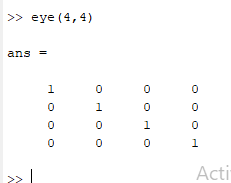 >> eye(4,4)
ans =
1 0 0 0
0 1 0 0
0 0 1 0
0 0 0 1
>>
Acti